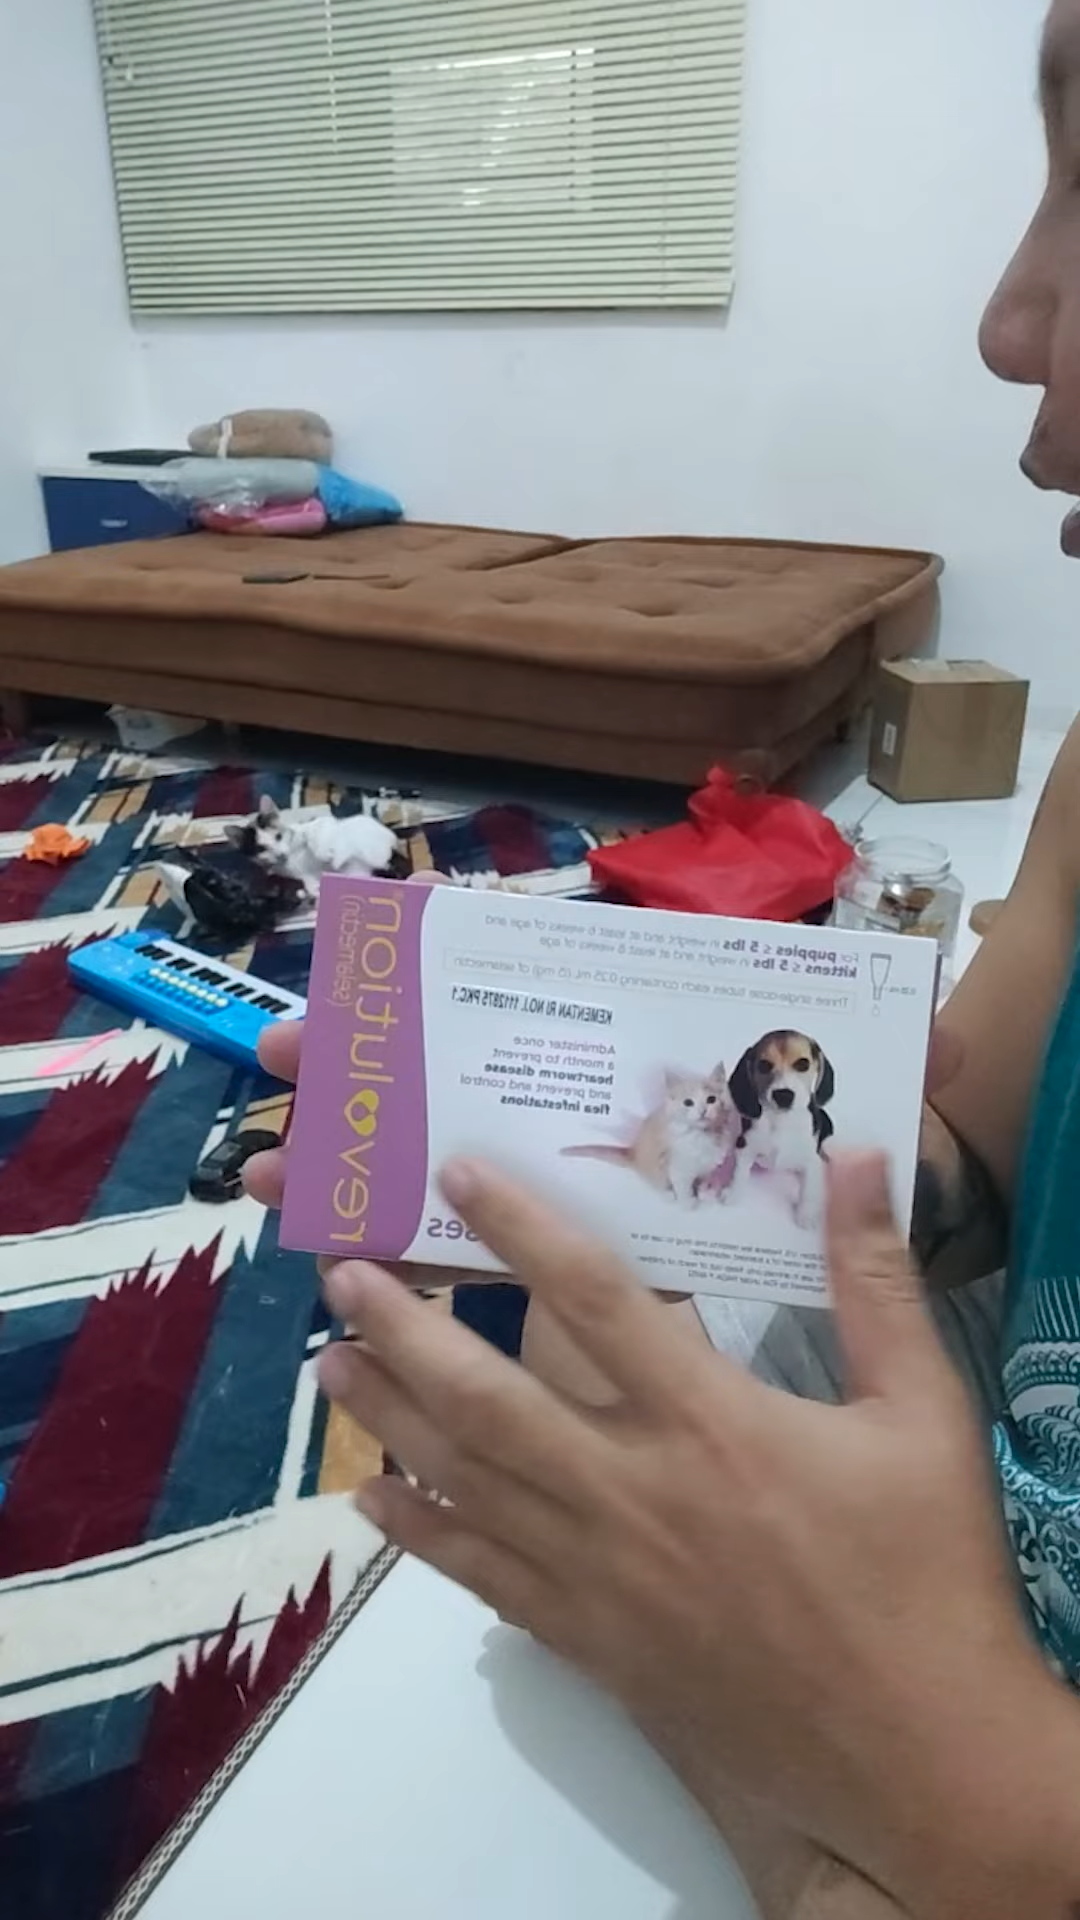 revolution®
(selamectin)
For puppies ≤ 5 lbs in weight and at least 6 weeks of age and
kittens ≤ 5 lbs in weight and at least 8 weeks of age
Three single-dose tubes each containing 0.25 mL (15 mg) of selamectin
KEMENTAN RI NO.I. 1112875 PKC.1
Administer once
a month to prevent
heartworm disease
and prevent and control
flea infestations